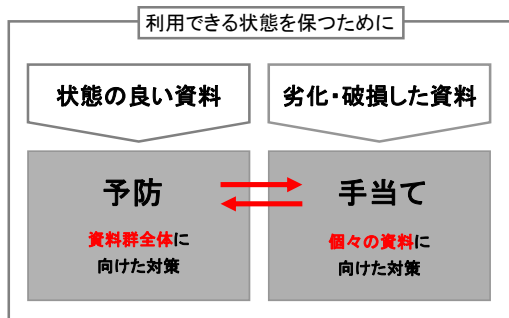 利用できる状態を保つために
状態の良い資料
劣化・破損した資料
予防
手当て
資料群全体に
向けた対策
個々の資料に
向けた対策